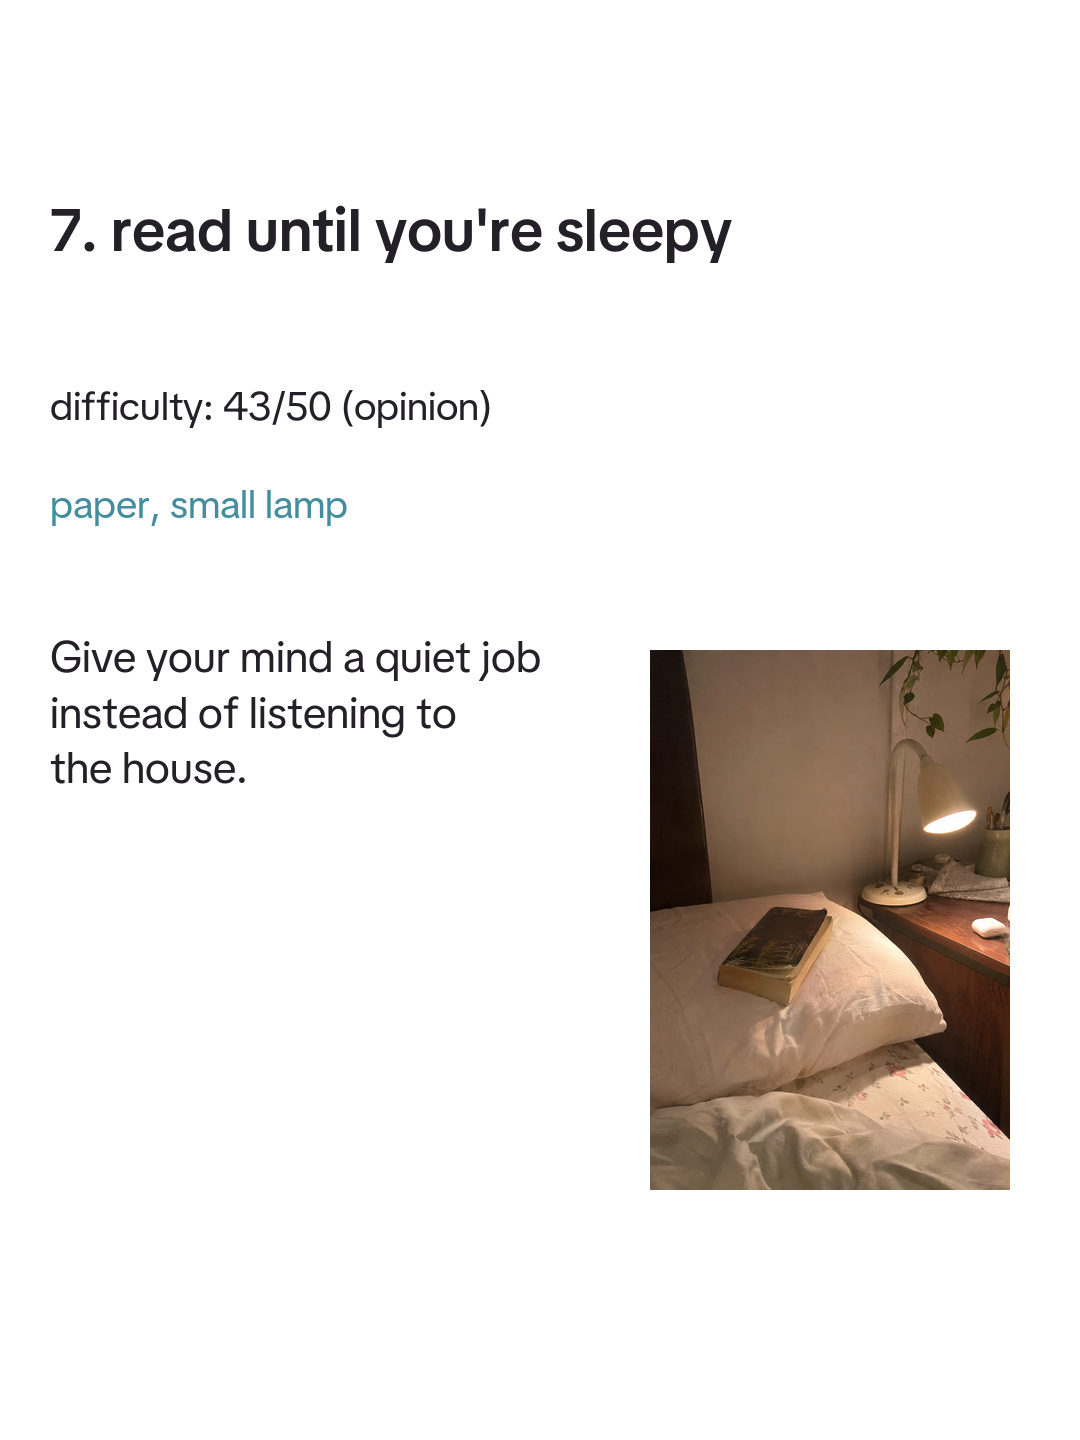 7. read until you're sleepy
difficulty: 43/50 (opinion)
paper, small lamp
Give your mind a quiet job
instead of listening to
the house.